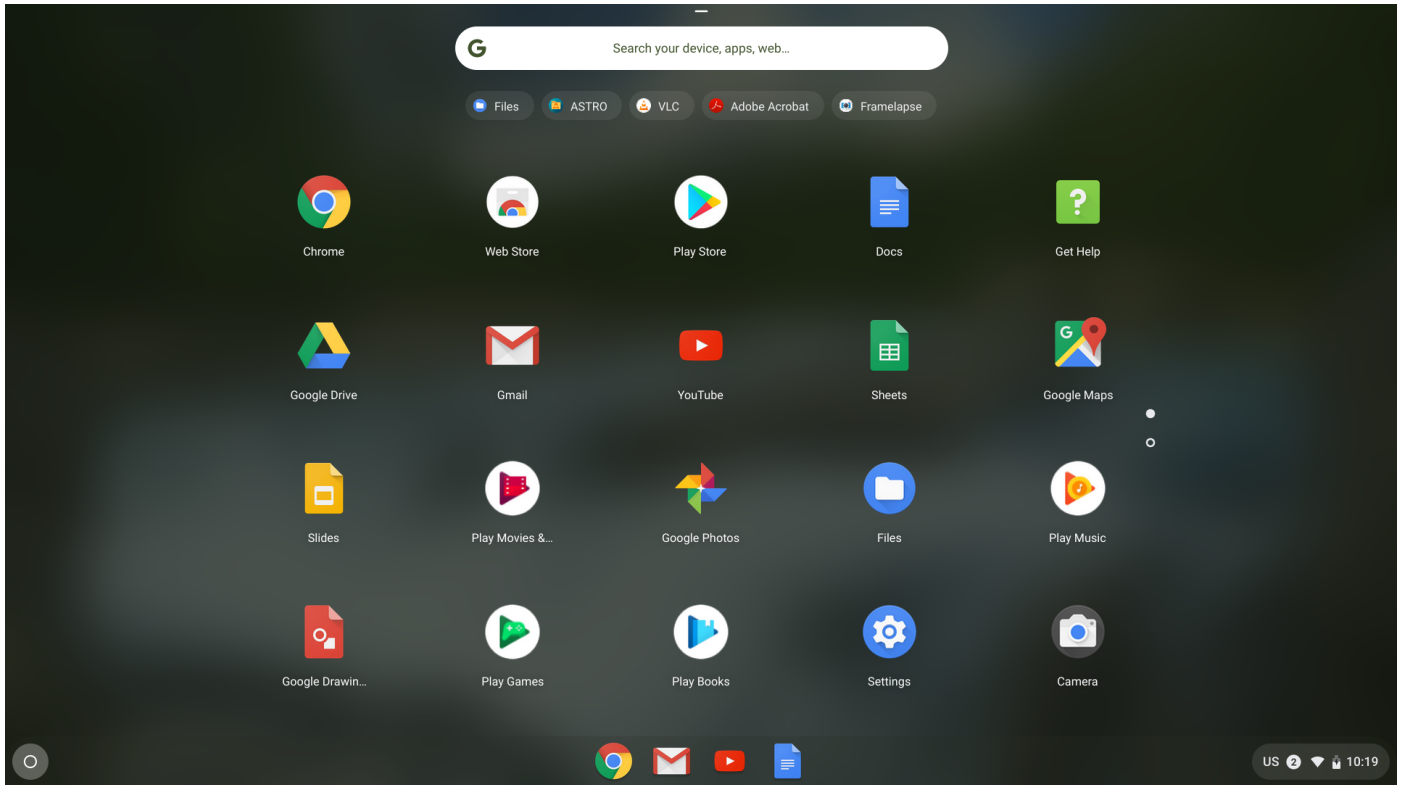 G Search your device, apps, web...
Files ASTRO VLC Adobe Acrobat Framelapse
Chrome Web Store Play Store Docs Get Help
Google Drive Gmail YouTube Sheets Google Maps
Slides Play Movies &... Google Photos Files Play Music
Google Drawin... Play Games Play Books Settings Camera
US 2 10:19